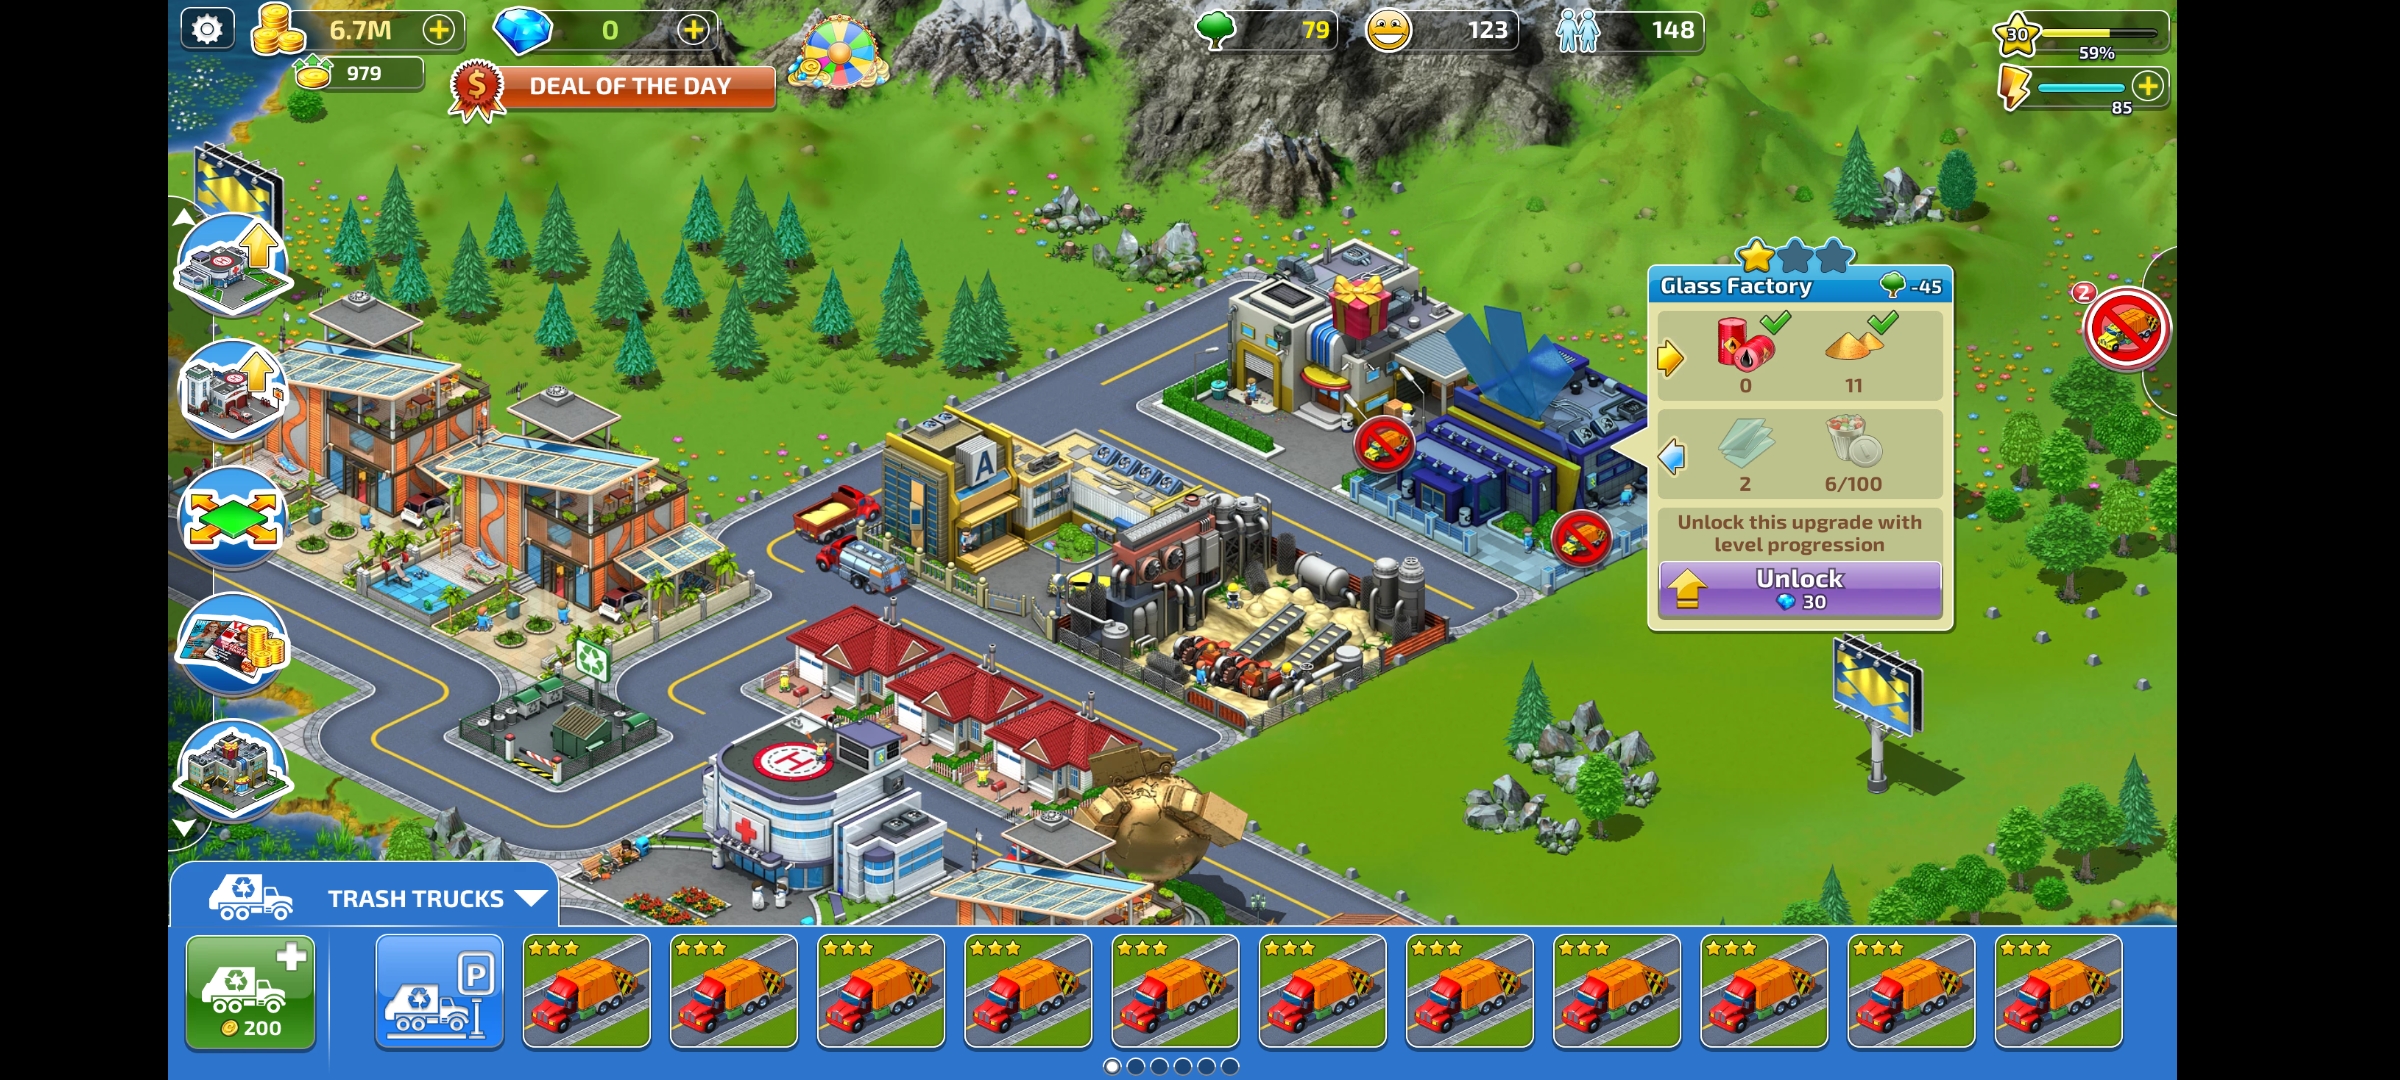 6.7M
0
79
123
148
30
59%
979
DEAL OF THE DAY
85
Glass Factory
-45
2
0
11
2
6/100
Unlock this upgrade with
level progression
Unlock
30
A
H
TRASH TRUCKS
P
200